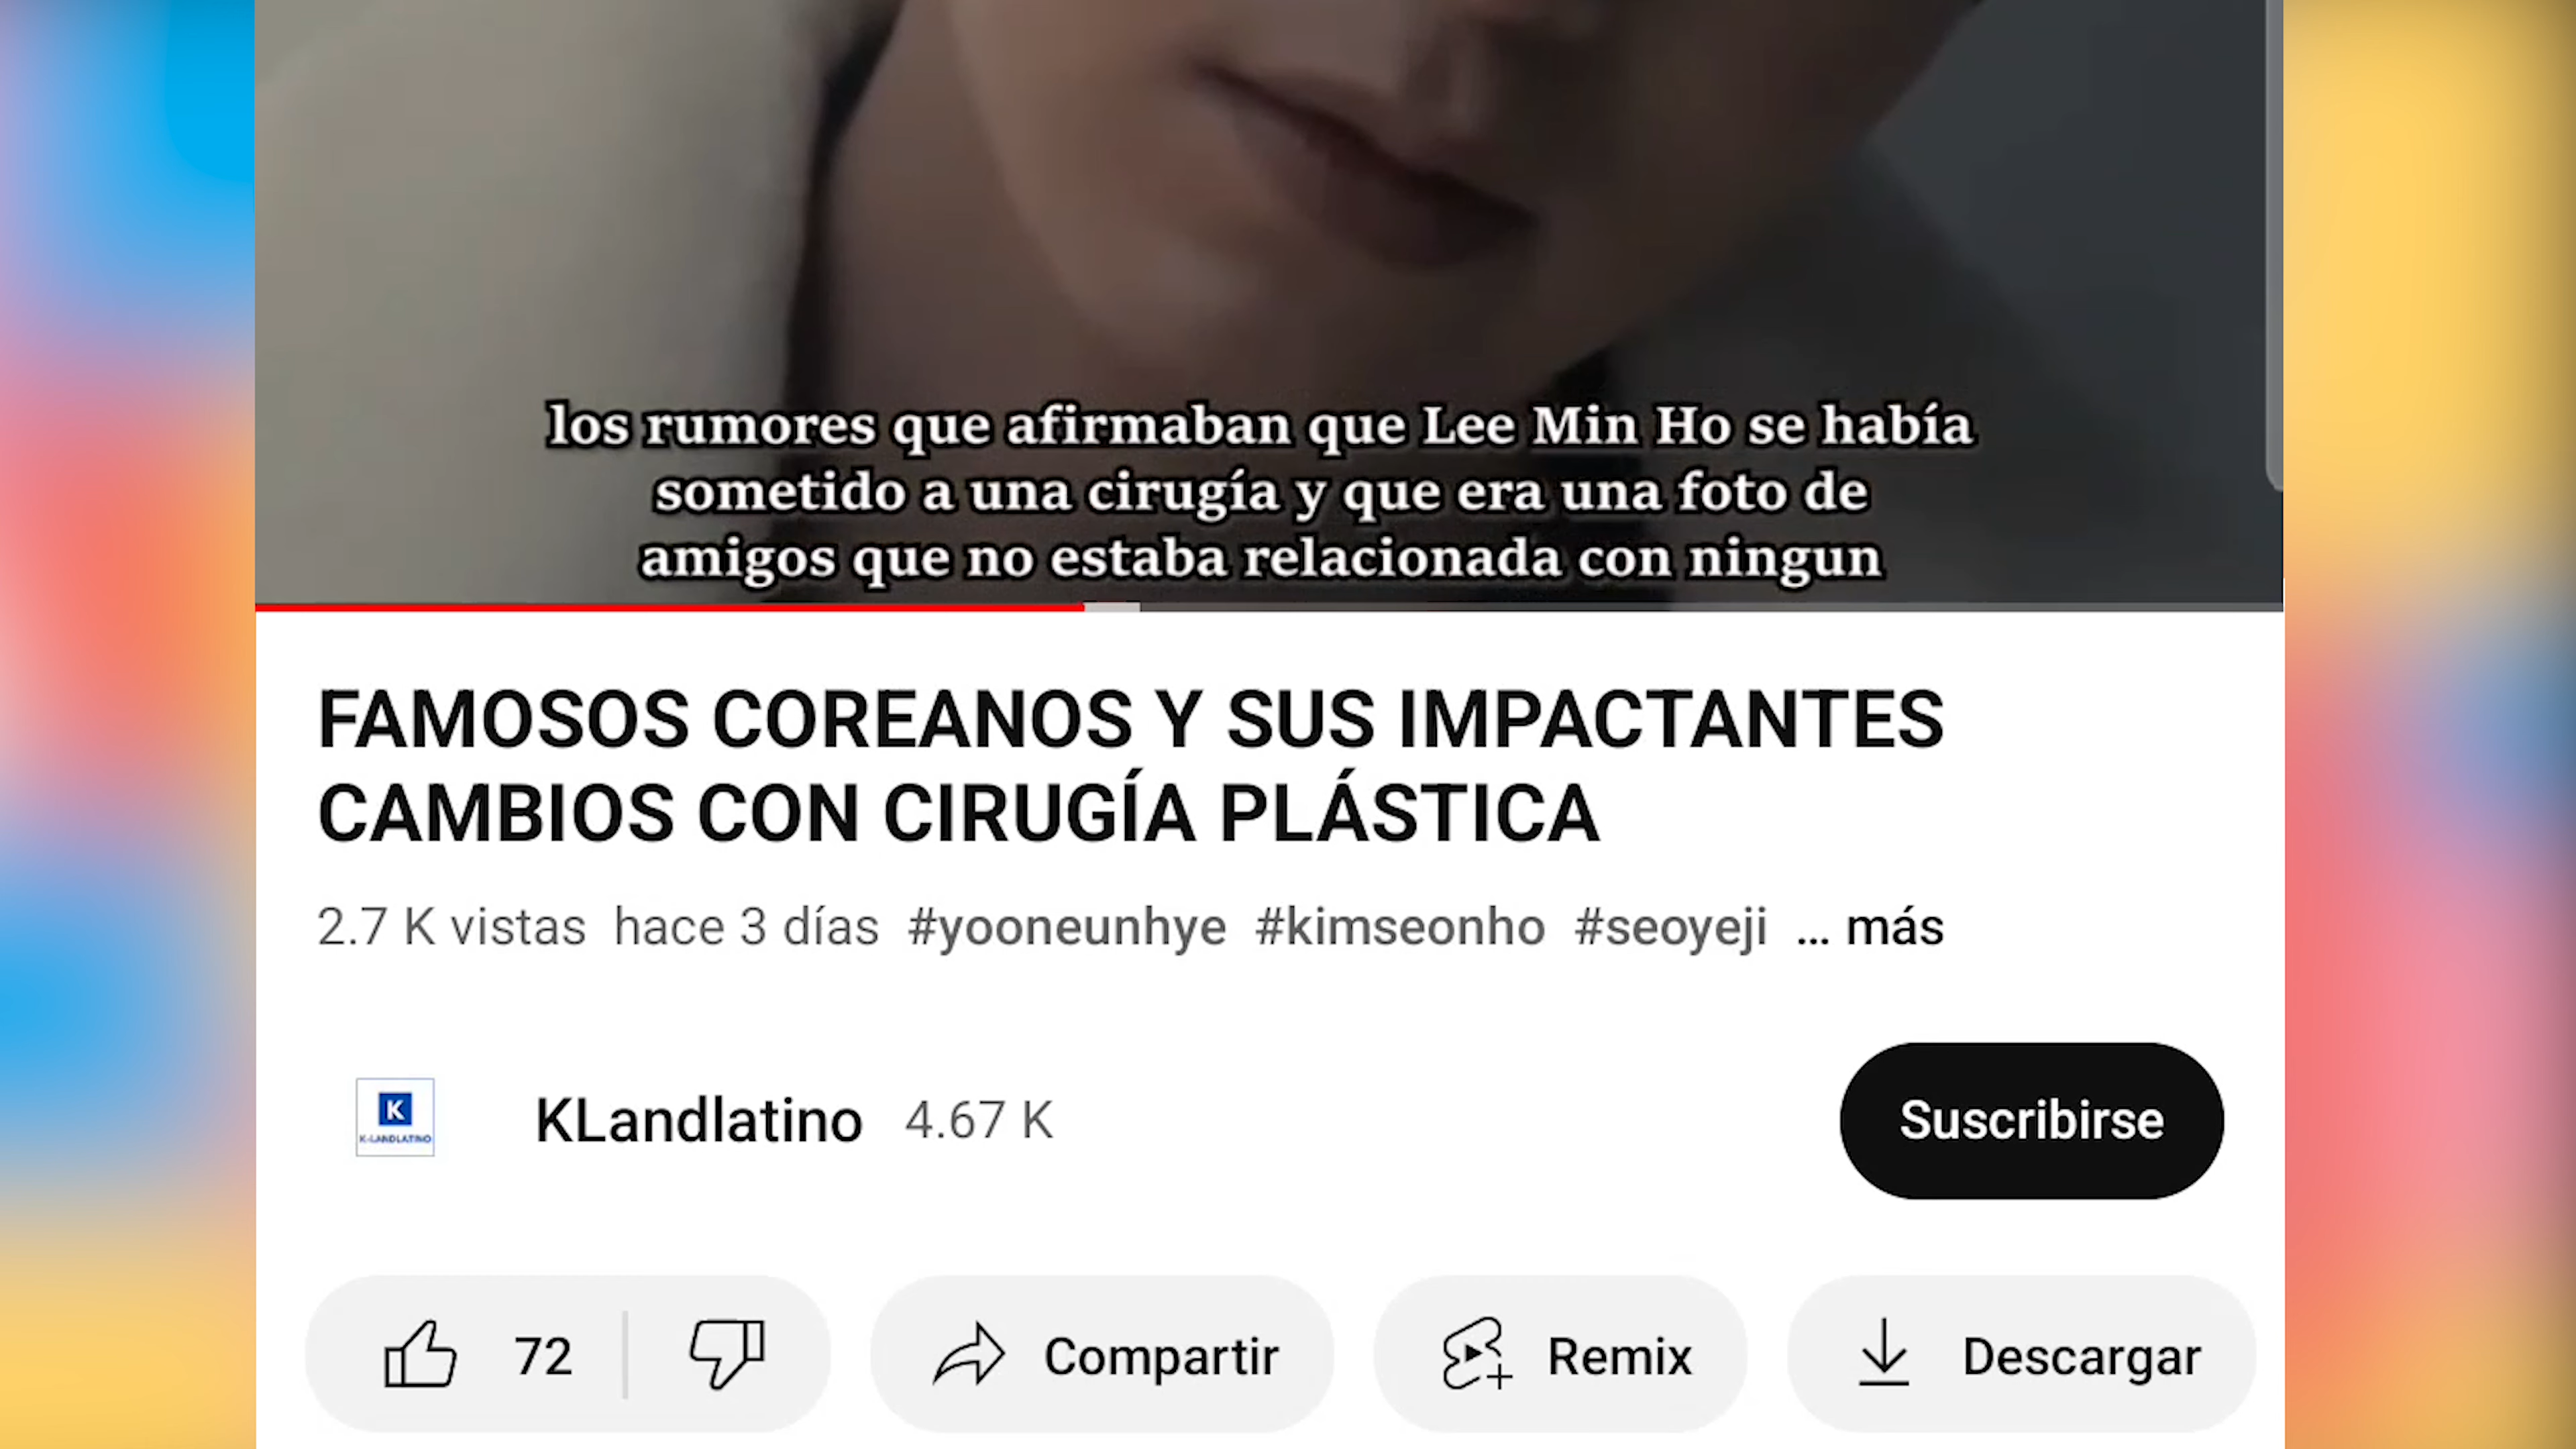 los rumores que afirmaban que Lee Min Ho se había
sometido a una cirugía y que era una foto de
amigos que no estaba relacionada con ningun
FAMOSOS COREANOS Y SUS IMPACTANTES
CAMBIOS CON CIRUGÍA PLÁSTICA
2.7 K vistas hace 3 días #yooneunhye #kimseonho #seoyeji ... más
K
K-LANDLATINO
KLandlatino 4.67 K
Suscribirse
72 Compartir Remix Descargar